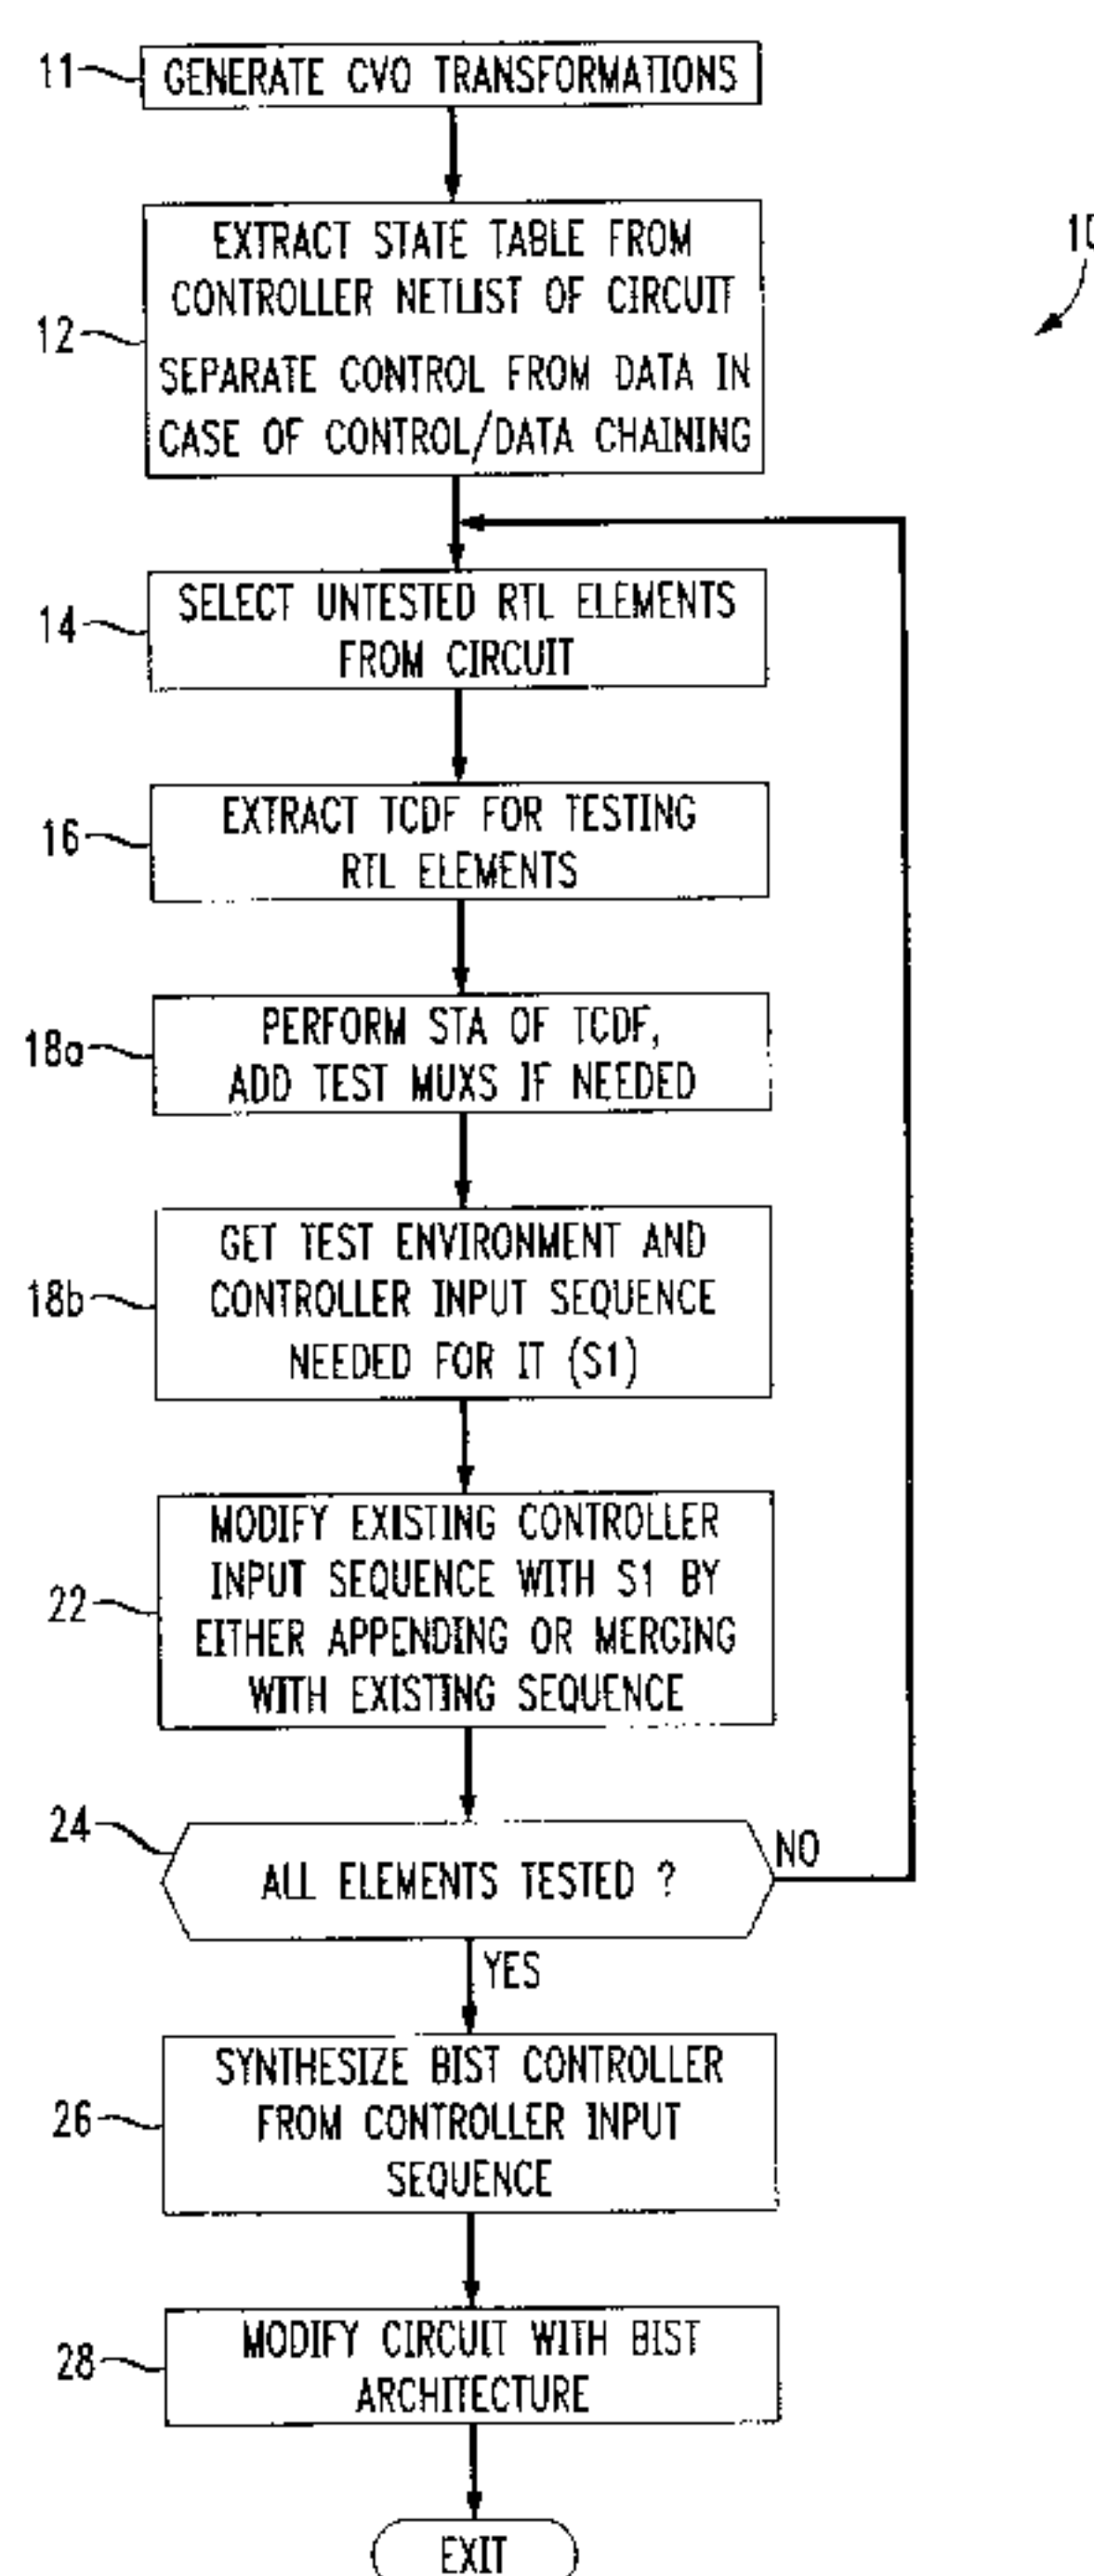 11
GENERATE CVO TRANSFORMATIONS
10
EXTRACT STATE TABLE FROM
CONTROLLER NETLIST OF CIRCUIT
12
SEPARATE CONTROL FROM DATA IN
CASE OF CONTROL/DATA CHAINING
14
SELECT UNTESTED RTL ELEMENTS
FROM CIRCUIT
16
EXTRACT TCDF FOR TESTING
RTL ELEMENTS
18a
PERFORM STA OF TCDF,
ADD TEST MUXS IF NEEDED
18b
GET TEST ENVIRONMENT AND
CONTROLLER INPUT SEQUENCE
NEEDED FOR IT (S1)
22
MODIFY EXISTING CONTROLLER
INPUT SEQUENCE WITH S1 BY
EITHER APPENDING OR MERGING
WITH EXISTING SEQUENCE
24
ALL ELEMENTS TESTED ?
NO
YES
26
SYNTHESIZE BIST CONTROLLER
FROM CONTROLLER INPUT
SEQUENCE
28
MODIFY CIRCUIT WITH BIST
ARCHITECTURE
EXIT